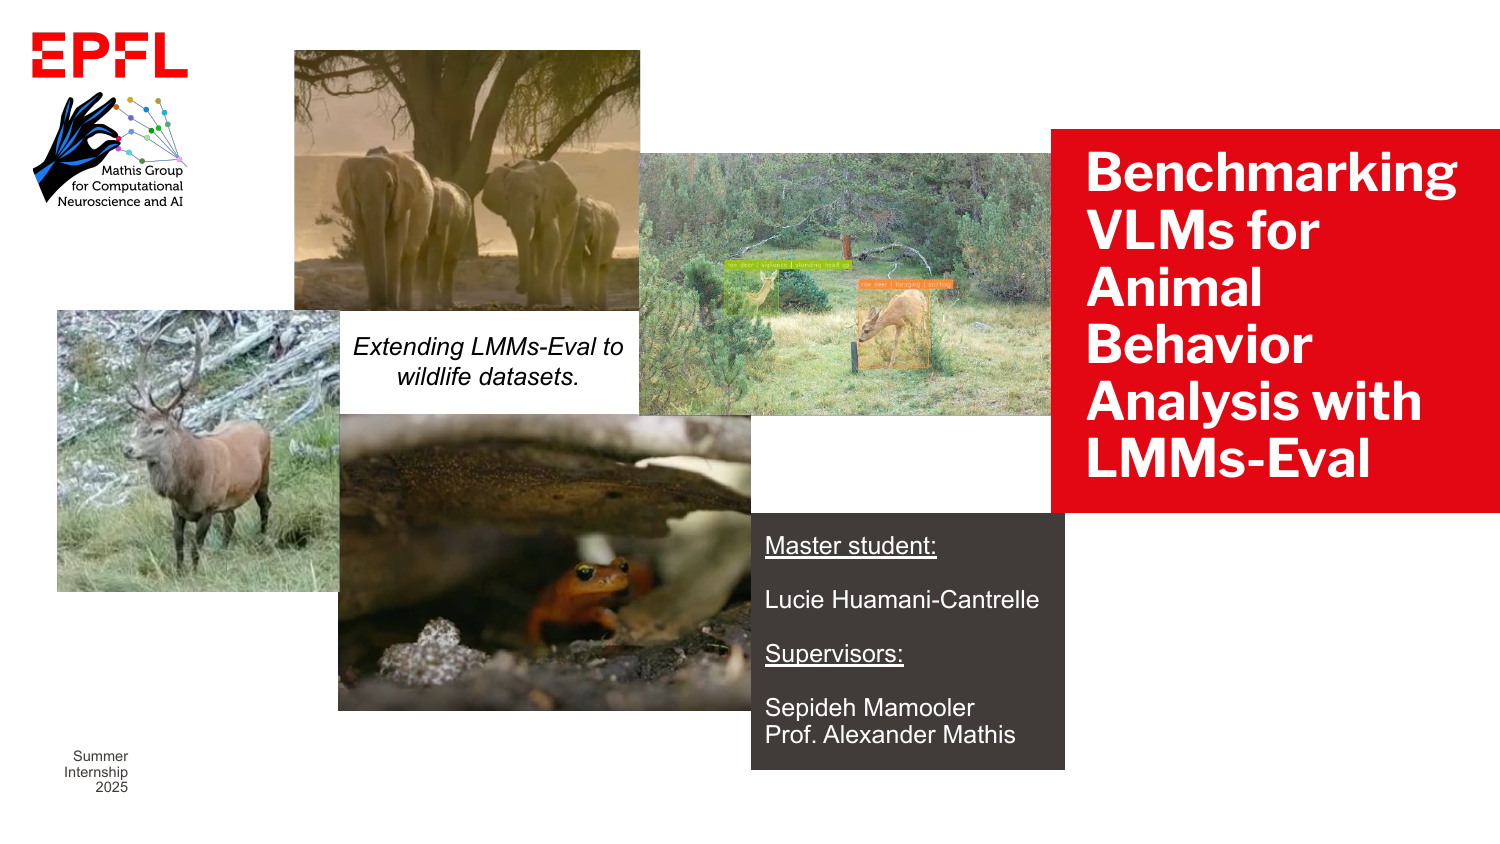 EPFL
Mathis Group
for Computational
Neuroscience and AI
Benchmarking
VLMs for
Animal
Behavior
Analysis with
LMMs-Eval
roe deer | vigilance | standing head up
roe deer | foraging |
Extending LMMs-Eval to
wildlife datasets.
Master student:
Lucie Huamani-Cantrelle
Supervisors:
Sepideh Mamooler
Prof. Alexander Mathis
Summer
Internship
2025